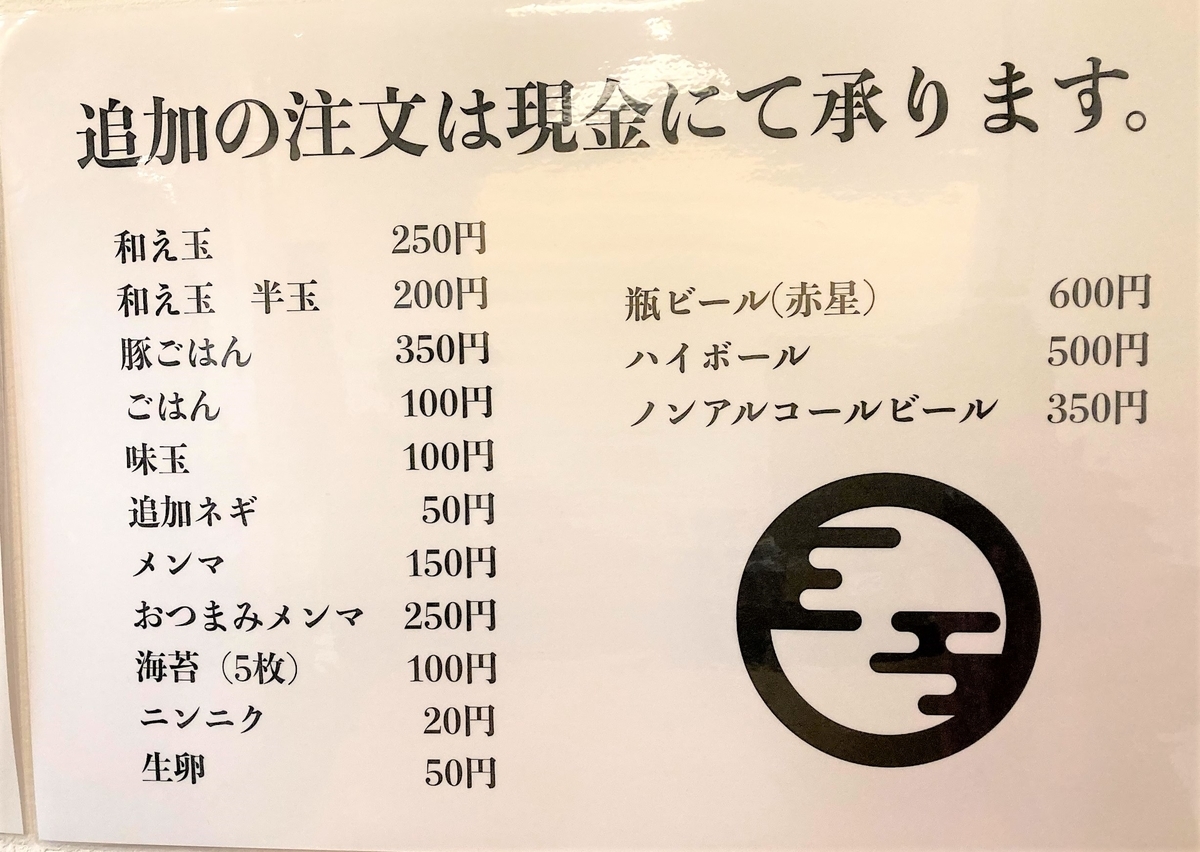 追加の注文は現金にて承ります。
和え玉 250円
和え玉 半玉 200円
豚ごはん 350円
ごはん 100円
味玉 100円
追加ネギ 50円
メンマ 150円
おつまみメンマ 250円
海苔（5枚） 100円
ニンニク 20円
生卵 50円
瓶ビール(赤星） 600円
ハイボール 500円
ノンアルコールビール 350円